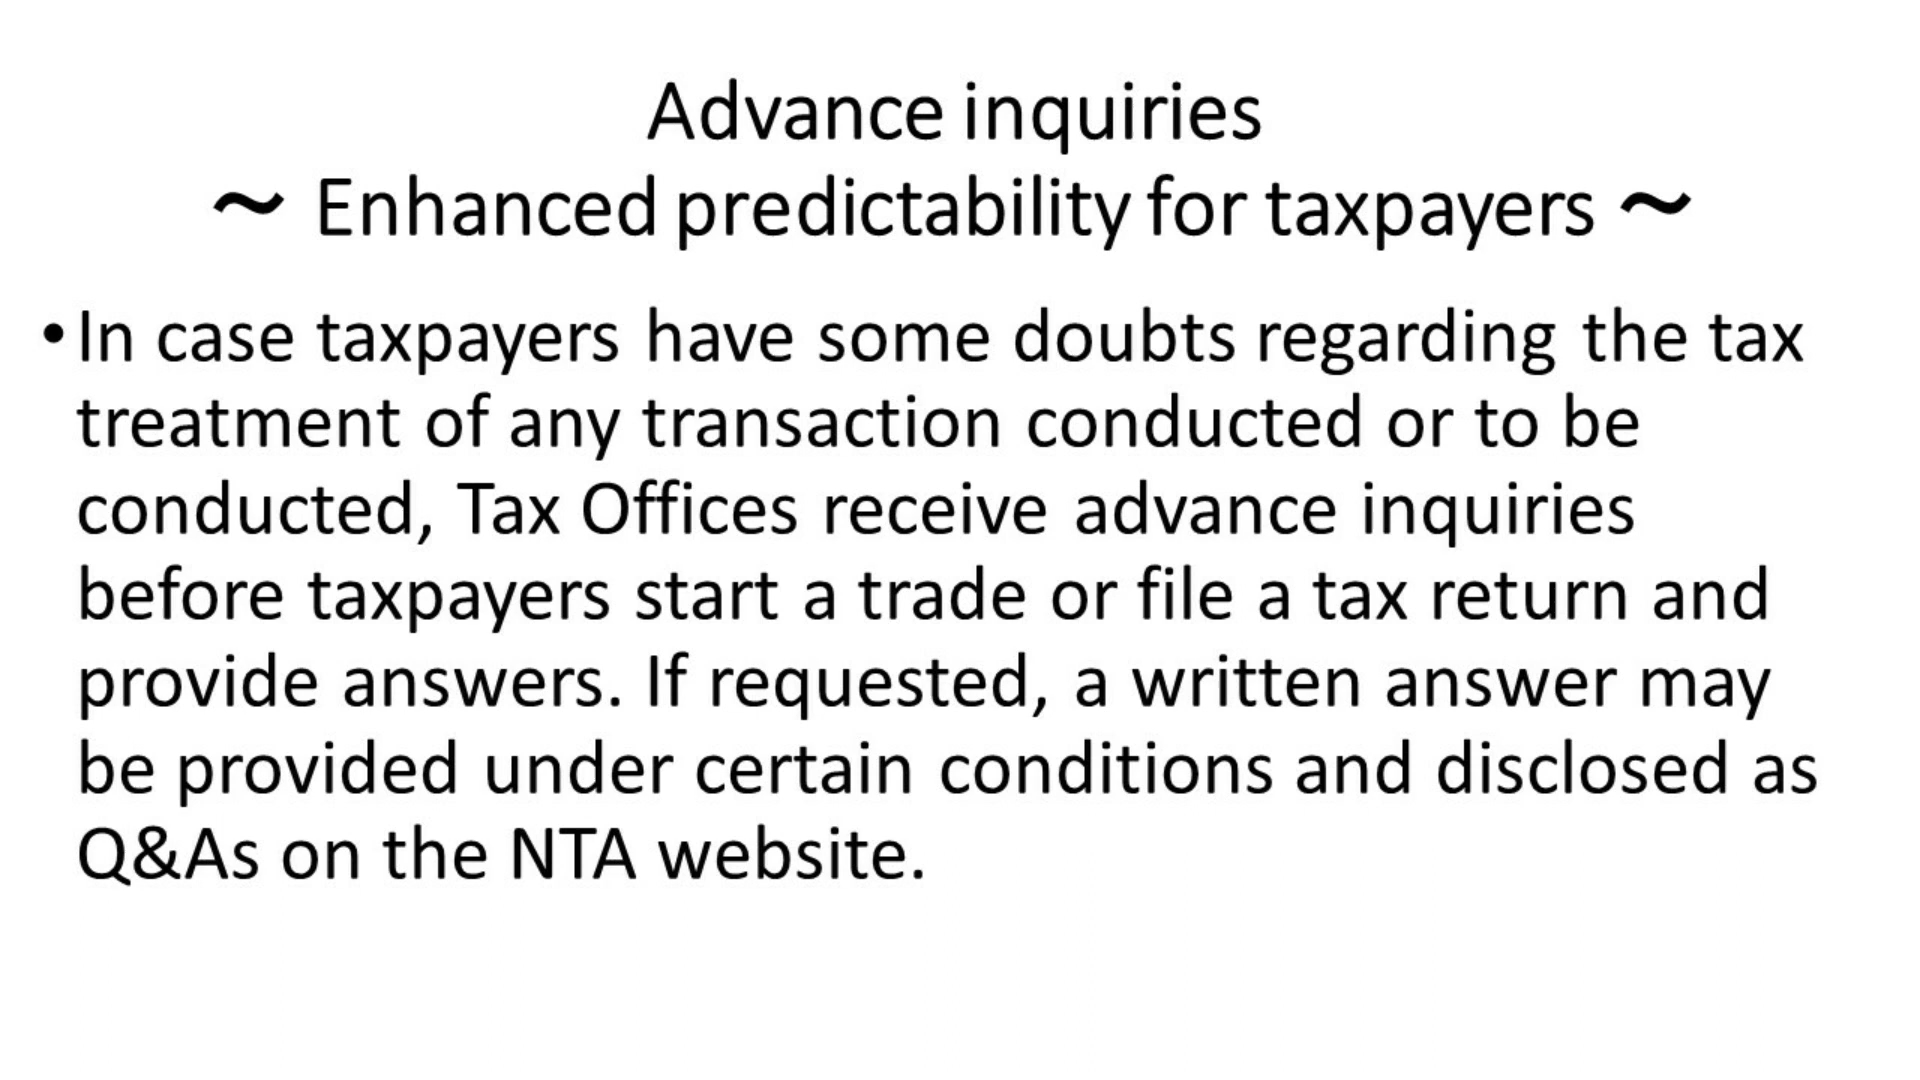 Advance inquiries
~ Enhanced predictability for taxpayers ~
•In case taxpayers have some doubts regarding the tax
treatment of any transaction conducted or to be
conducted, Tax Offices receive advance inquiries
before taxpayers start a trade or file a tax return and
provide answers. If requested, a written answer may
be provided under certain conditions and disclosed as
Q&As on the NTA website.